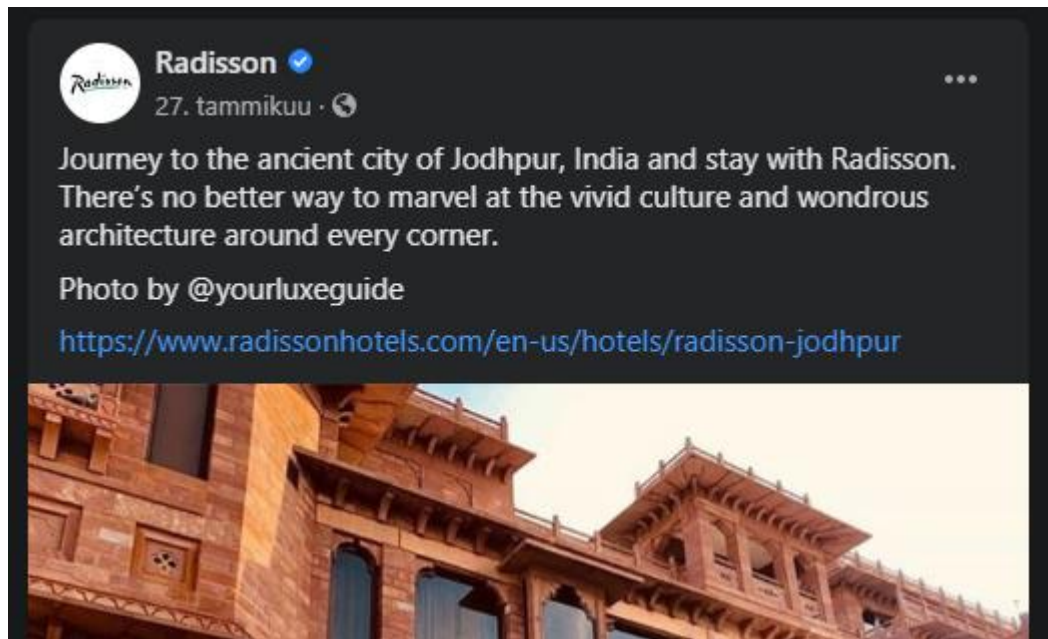 Radisson
Radisson
27. tammikuu ·
Journey to the ancient city of Jodhpur, India and stay with Radisson.
There's no better way to marvel at the vivid culture and wondrous
architecture around every corner.
Photo by @yourluxeguide
https://www.radissonhotels.com/en-us/hotels/radisson-jodhpur